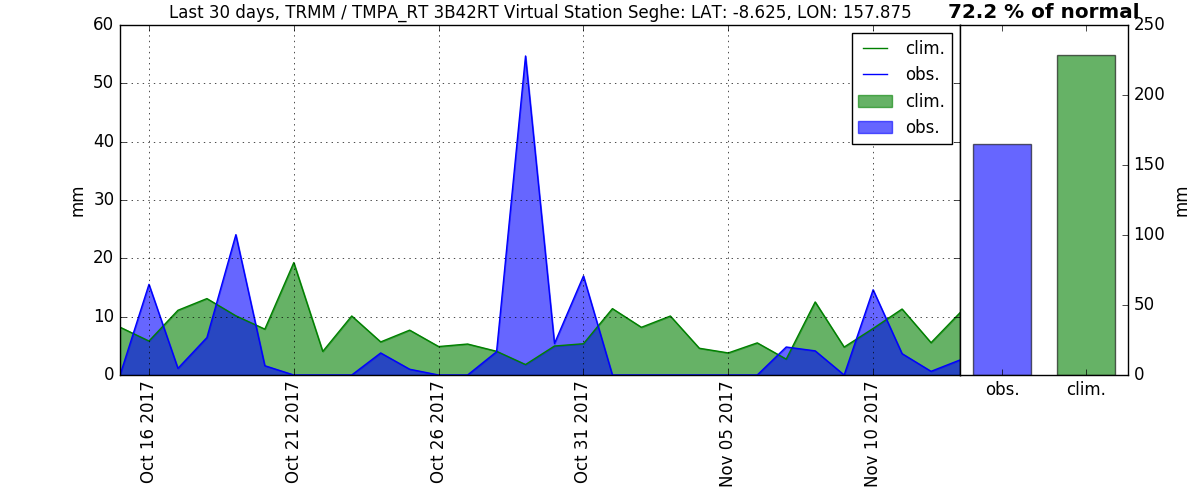 Last 30 days, TRMM / TMPA_RT 3B42RT Virtual Station Seghe: LAT: -8.625, LON: 157.875
72.2 % of normal
60
50
40
30
20
10
0
mm
clim.
obs.
clim.
obs.
250
200
150
100
50
0
mm
Oct 16 2017
Oct 21 2017
Oct 26 2017
Oct 31 2017
Nov 05 2017
Nov 10 2017
obs.
clim.